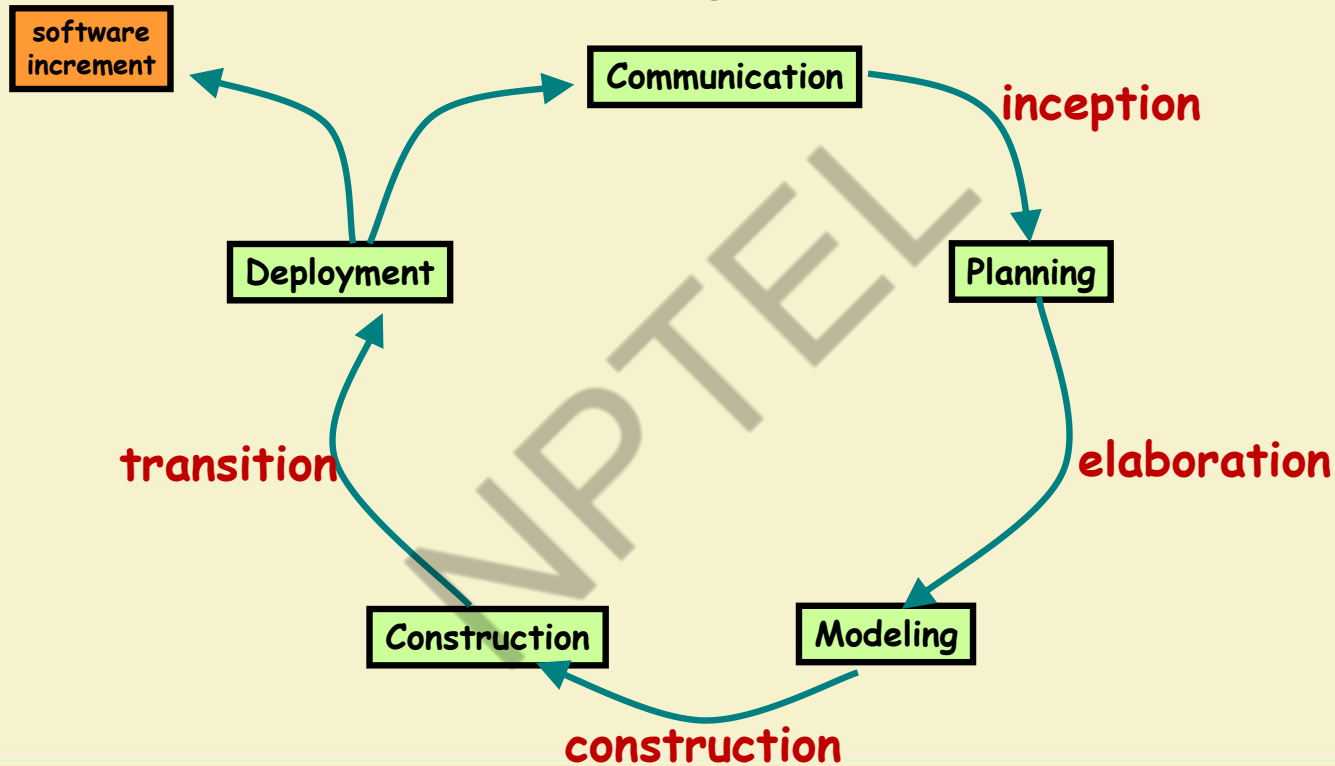 software
increment
Communication
inception
Deployment
Planning
transition
elaboration
Construction
Modeling
construction
NPTEL